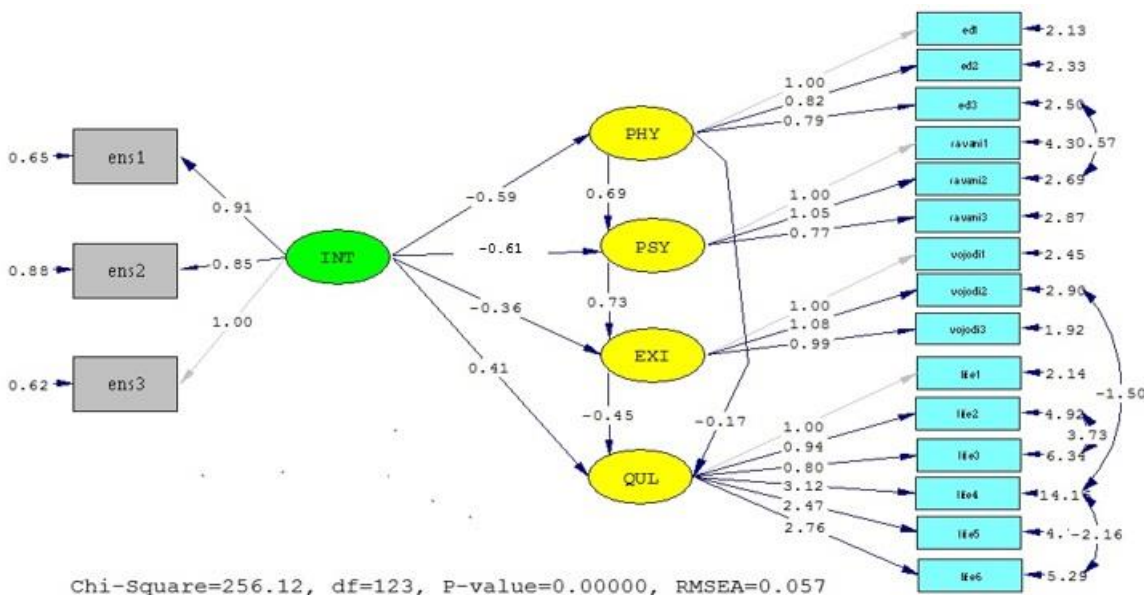 ed1
2.13
ed2
2.33
1.00
0.82
ed3
2.50
0.79
PHY
ravani1
4.30
0.57
0.65
ens1
-0.59
0.69
1.00
ravani2
2.69
1.05
0.91
0.77
ravani3
2.87
-0.61
PSY
vojodi1
2.45
0.88
ens2
0.85
INT
vojodi2
2.90
-0.36
0.73
1.00
1.08
vojodi3
1.92
0.99
1.00
0.41
EXI
life1
2.14
0.62
ens3
-0.45
-0.17
-1.50
life2
4.92
1.00
3.73
0.94
life3
6.34
0.80
QUL
3.12
life4
2.47
life5
-2.16
2.76
life6
5.29
Chi-Square=256.12, df=123, P-value=0.00000, RMSEA=0.057